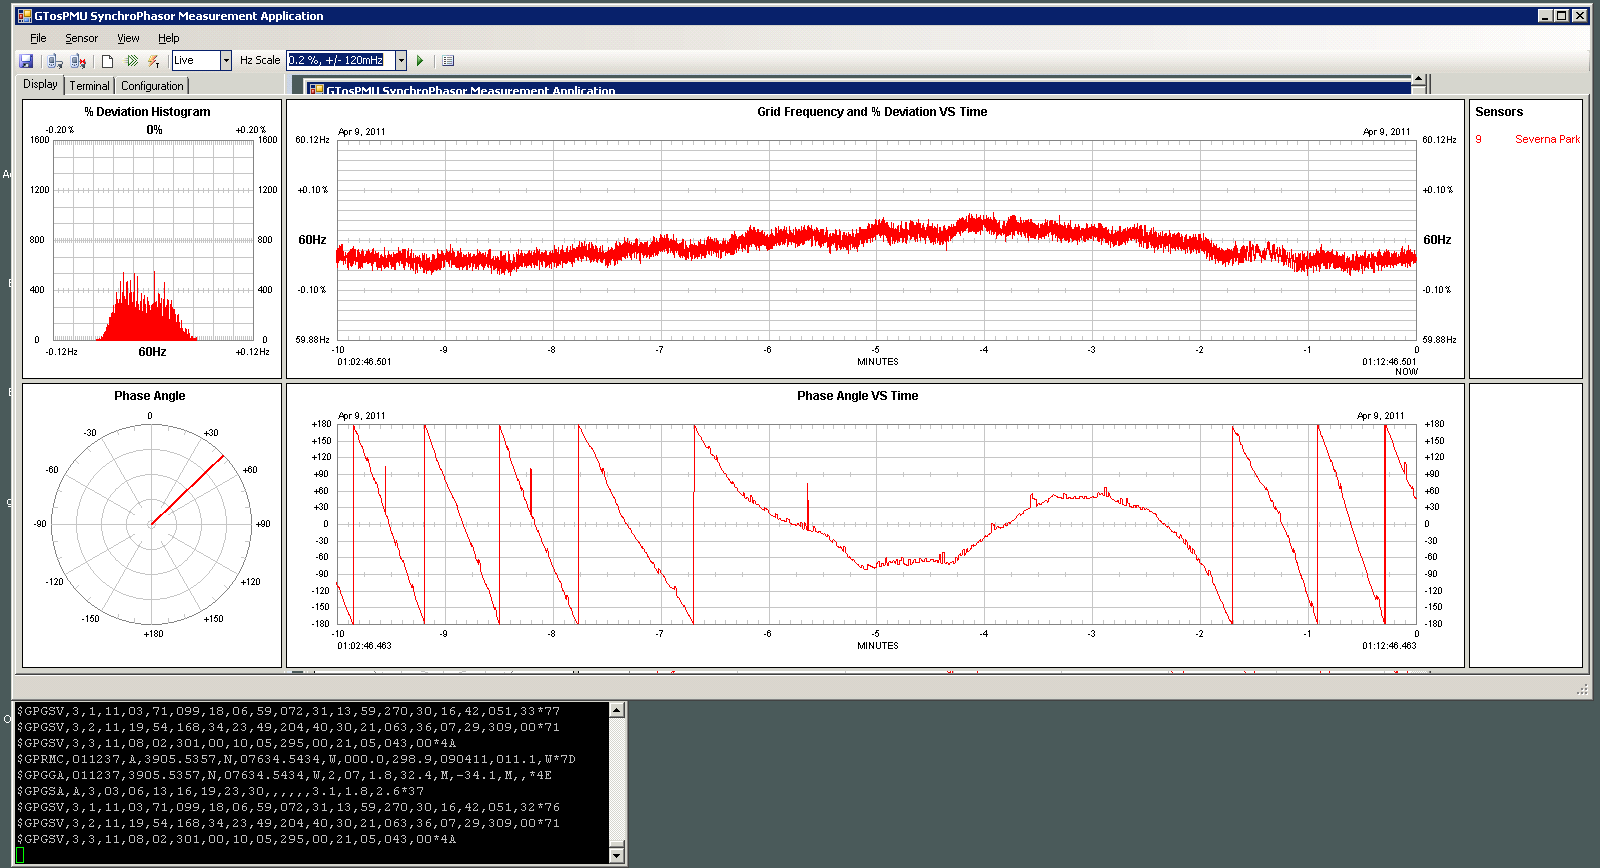 GTosPMU SynchroPhasor Measurement Application
File Sensor View Help
Live Hz Scale 0.2 %, +/- 120mHz
Display Terminal Configuration
GTosPMU SynchroPhasor Measurement Application
% Deviation Histogram
-0.20% 0% +0.20%
1600 1600
1200 1200
800 800
400 400
0 0
-0.12Hz 60Hz +0.12Hz
Grid Frequency and % Deviation VS Time
Apr 9, 2011 Apr 9, 2011
60.12Hz 60.12Hz
+0.10% +0.10%
60Hz 60Hz
-0.10% -0.10%
59.88Hz 59.88Hz
-10 -9 -8 -7 -6 -5 -4 -3 -2 -1 0
01:02:46.501 MINUTES 01:12:46.501
NOW
Sensors
9 Severna Park
Phase Angle
0
-30 +30
-60 +60
-90 +90
-120 +120
-150 +150
+180
Phase Angle VS Time
Apr 9, 2011 Apr 9, 2011
+180 +180
+150 +150
+120 +120
+90 +90
+60 +60
+30 +30
0 0
-30 -30
-60 -60
-90 -90
-120 -120
-150 -150
-180 -180
-10 -9 -8 -7 -6 -5 -4 -3 -2 -1 0
01:02:46.463 MINUTES 01:12:46.463
$GPGSV,3,1,11,03,71,099,18,06,59,072,31,13,59,270,30,16,42,051,33*77
$GPGSV,3,2,11,19,54,168,34,23,49,204,40,30,21,063,36,07,29,309,00*71
$GPGSV,3,3,11,08,02,301,00,10,05,295,00,21,05,043,00*4A
$GPRMC,011237,A,3905.5357,N,07634.5434,W,000.0,298.9,090411,011.1,W*7D
$GPGGA,011237,3905.5357,N,07634.5434,W,2,07,1.8,32.4,M,-34.1,M,,*4E
$GPGSA,A,3,03,06,13,16,19,23,30,,,,,,3.1,1.8,2.6*37
$GPGSV,3,1,11,03,71,099,18,06,59,072,31,13,59,270,30,16,42,051,32*76
$GPGSV,3,2,11,19,54,168,34,23,49,204,40,30,21,063,36,07,29,309,00*71
$GPGSV,3,3,11,08,02,301,00,10,05,295,00,21,05,043,00*4A